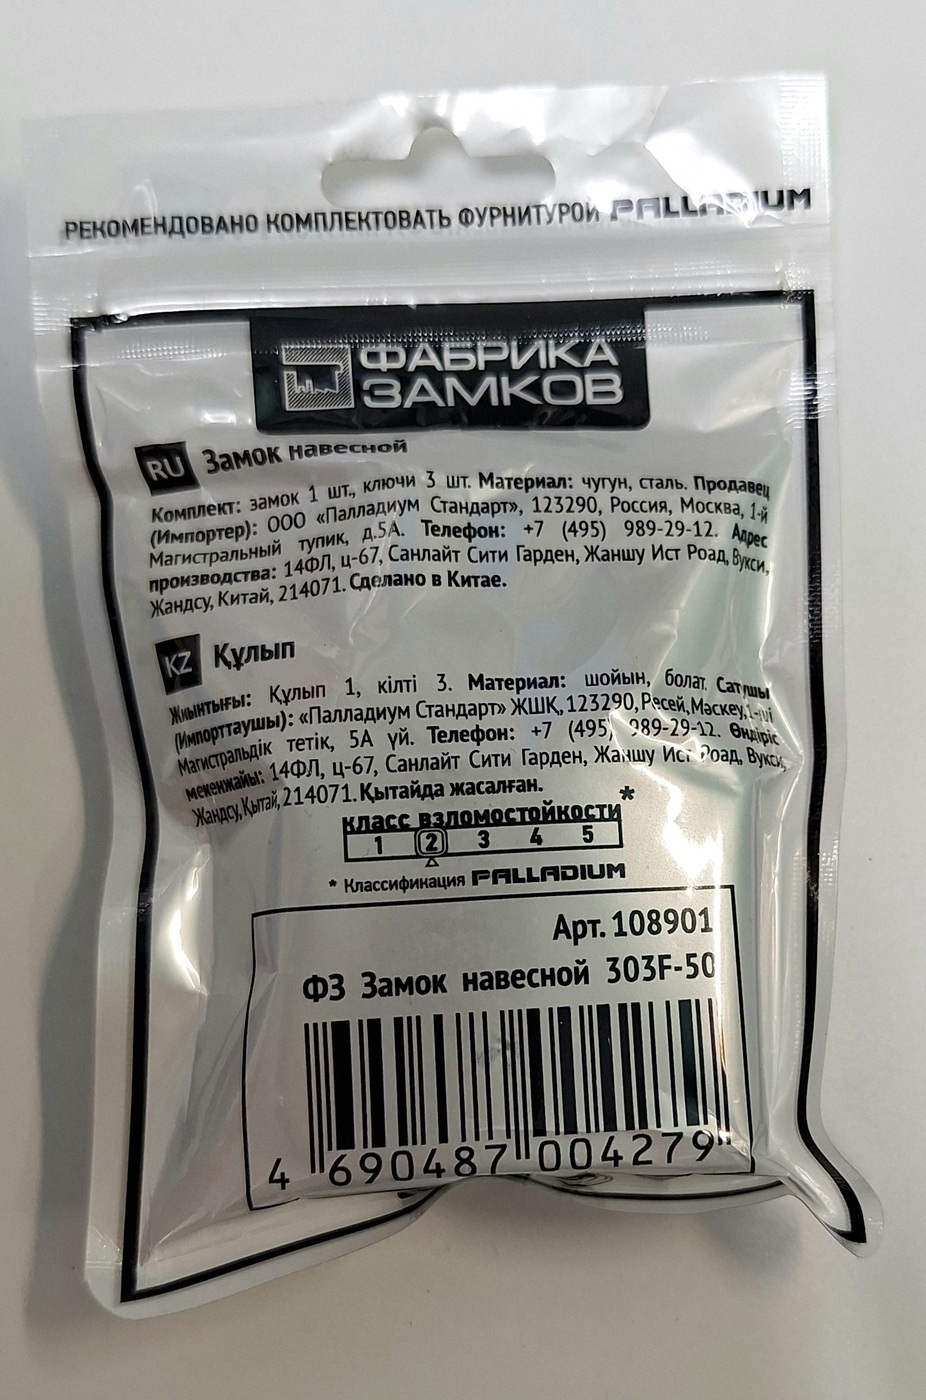 РЕКОМЕНДОВАНО КОМПЛЕКТОВАТЬ ФУРНИТУРОЙ PALLADIUM
ФАБРИКА
ЗАМКОВ
RU Замок навесной
Комплект: замок 1 шт., ключи 3 шт. Материал: чугун, сталь. Продавец
(Импортер): ООО «Палладиум Стандарт», 123290, Россия, Москва, 1-й
Магистральный тупик, д.5А. Телефон: +7 (495) 989-29-12. Адрес
производства: 14ФЛ, ц-67, Санлайт Сити Гарден, Жаншу Ист Роад, Вукси,
Жандсу, Китай, 214071. Сделано в Китае.
KZ Құлып
Жиынтығы: Құлып 1, кілті 3. Материал: шойын, болат. Сатушы
(Импорттаушы): «Палладиум Стандарт» ЖШҚ, 123290, Ресей, Мәскеу, 1-ші
Магистральдік тетік, 5А үй. Телефон: +7 (495) 989-29-12. Өндіріс
мекенжайы: 14ФЛ, ц-67, Санлайт Сити Гарден, Жаншу Ист Роад, Вукси,
Жандсу, Қытай, 214071. Қытайда жасалған.
класс взломостойкости*
1 2 3 4 5
* Классификация PALLADIUM
Арт. 108901
ФЗ Замок навесной 303F-50
4 690487 004279